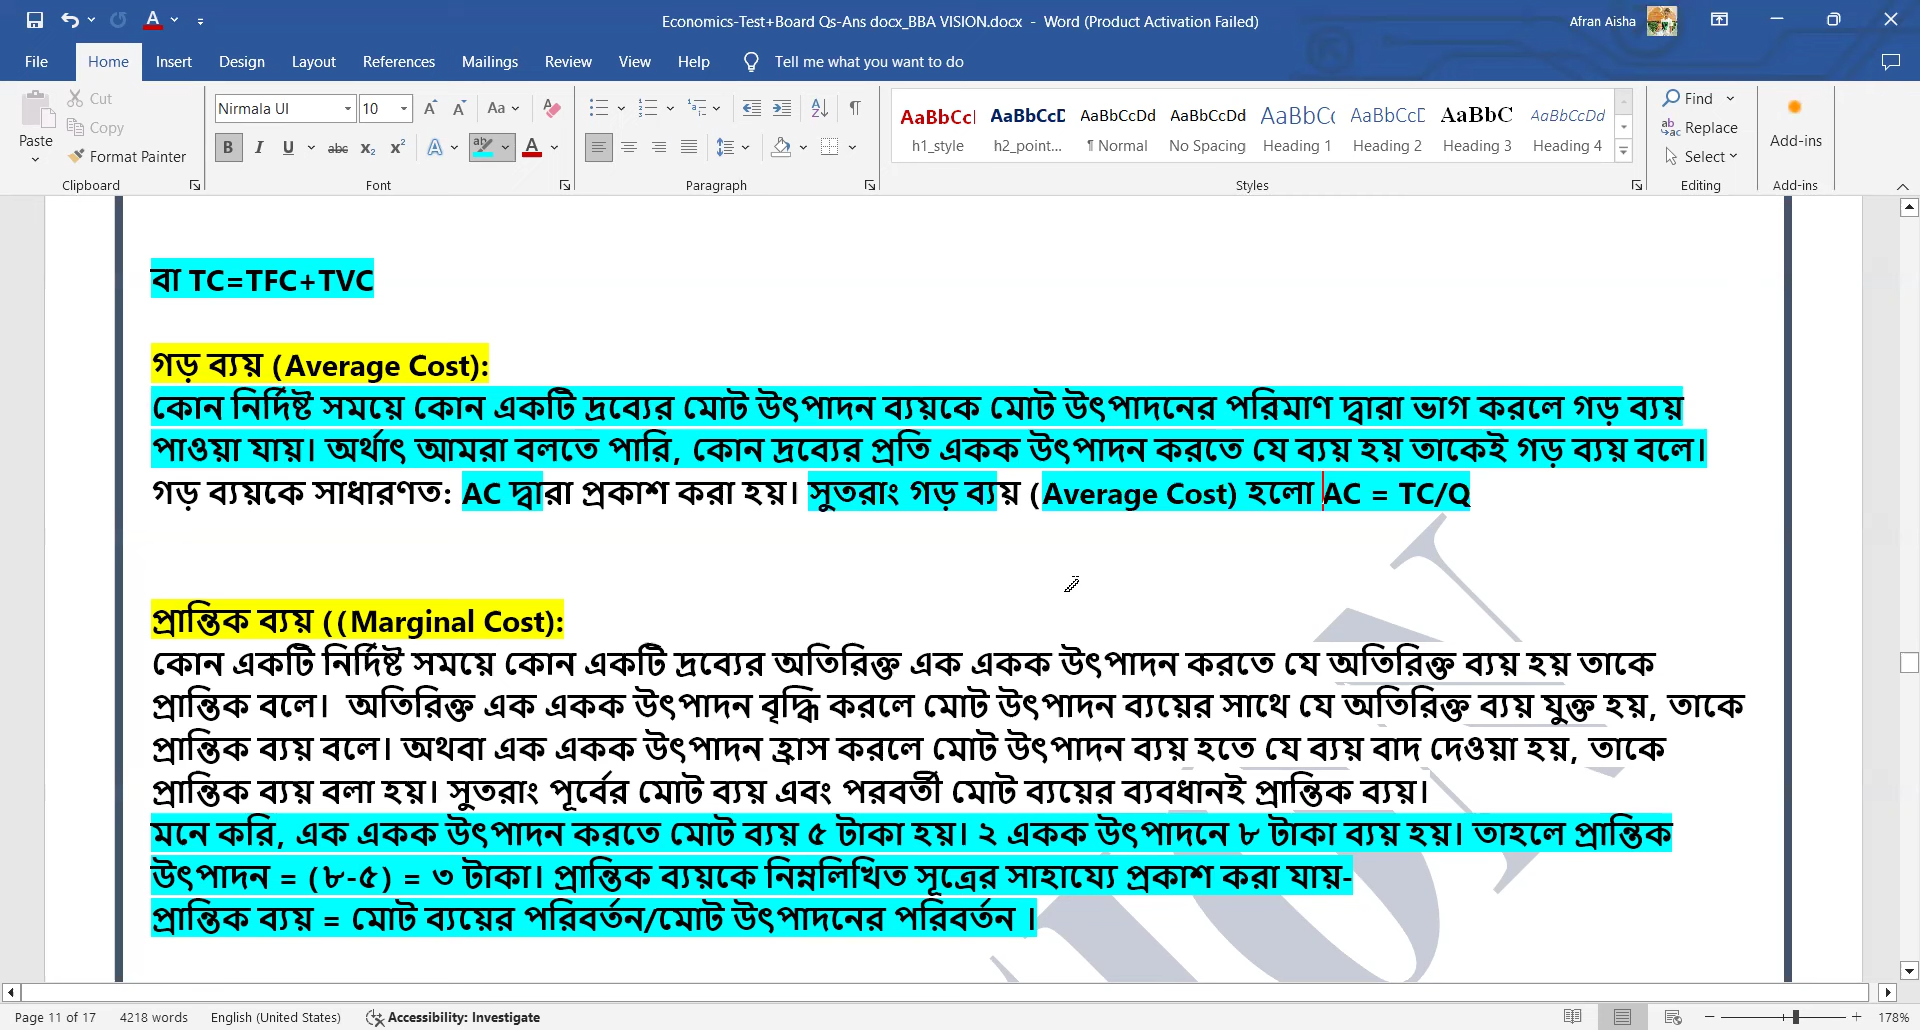 Economics-Test+Board Qs-Ans docx_BBA VISION.docx - Word (Product Activation Failed)
Afran Aisha
File Home Insert Design Layout References Mailings Review View Help Tell me what you want to do
Paste
Cut
Copy
Format Painter
Clipboard
Nirmala UI 10
Font
Paragraph
AaBbCcI AaBbCcD AaBbCcDd AaBbCcDd AaBbCc AaBbCcD AaBbC AaBbCcDd
h1_style h2_point... ¶ Normal No Spacing Heading 1 Heading 2 Heading 3 Heading 4
Styles
Find
Replace
Select
Editing
Add-ins
Add-ins
বা TC=TFC+TVC
গড় ব্যয় (Average Cost):
কোন নির্দিষ্ট সময়ে কোন একটি দ্রব্যের মোট উৎপাদন ব্যয়কে মোট উৎপাদনের পরিমাণ দ্বারা ভাগ করলে গড় ব্যয়
পাওয়া যায়। অর্থাৎ আমরা বলতে পারি, কোন দ্রব্যের প্রতি একক উৎপাদন করতে যে ব্যয় হয় তাকেই গড় ব্যয় বলে।
গড় ব্যয়কে সাধারণত: AC দ্বারা প্রকাশ করা হয়। সুতরাং গড় ব্যয় (Average Cost) হলো AC = TC/Q
প্রান্তিক ব্যয় ((Marginal Cost):
কোন একটি নির্দিষ্ট সময়ে কোন একটি দ্রব্যের অতিরিক্ত এক একক উৎপাদন করতে যে অতিরিক্ত ব্যয় হয় তাকে
প্রান্তিক বলে। অতিরিক্ত এক একক উৎপাদন বৃদ্ধি করলে মোট উৎপাদন ব্যয়ের সাথে যে অতিরিক্ত ব্যয় যুক্ত হয়, তাকে
প্রান্তিক ব্যয় বলে। অথবা এক একক উৎপাদন হ্রাস করলে মোট উৎপাদন ব্যয় হতে যে ব্যয় বাদ দেওয়া হয়, তাকে
প্রান্তিক ব্যয় বলা হয়। সুতরাং পূর্বের মোট ব্যয় এবং পরবর্তী মোট ব্যয়ের ব্যবধানই প্রান্তিক ব্যয়।
মনে করি, এক একক উৎপাদন করতে মোট ব্যয় ৫ টাকা হয়। ২ একক উৎপাদনে ৮ টাকা ব্যয় হয়। তাহলে প্রান্তিক
উৎপাদন = (৮-৫) = ৩ টাকা। প্রান্তিক ব্যয়কে নিম্নলিখিত সূত্রের সাহায্যে প্রকাশ করা যায়-
প্রান্তিক ব্যয় = মোট ব্যয়ের পরিবর্তন/মোট উৎপাদনের পরিবর্তন।
Page 11 of 17 4218 words English (United States) Accessibility: Investigate 178%